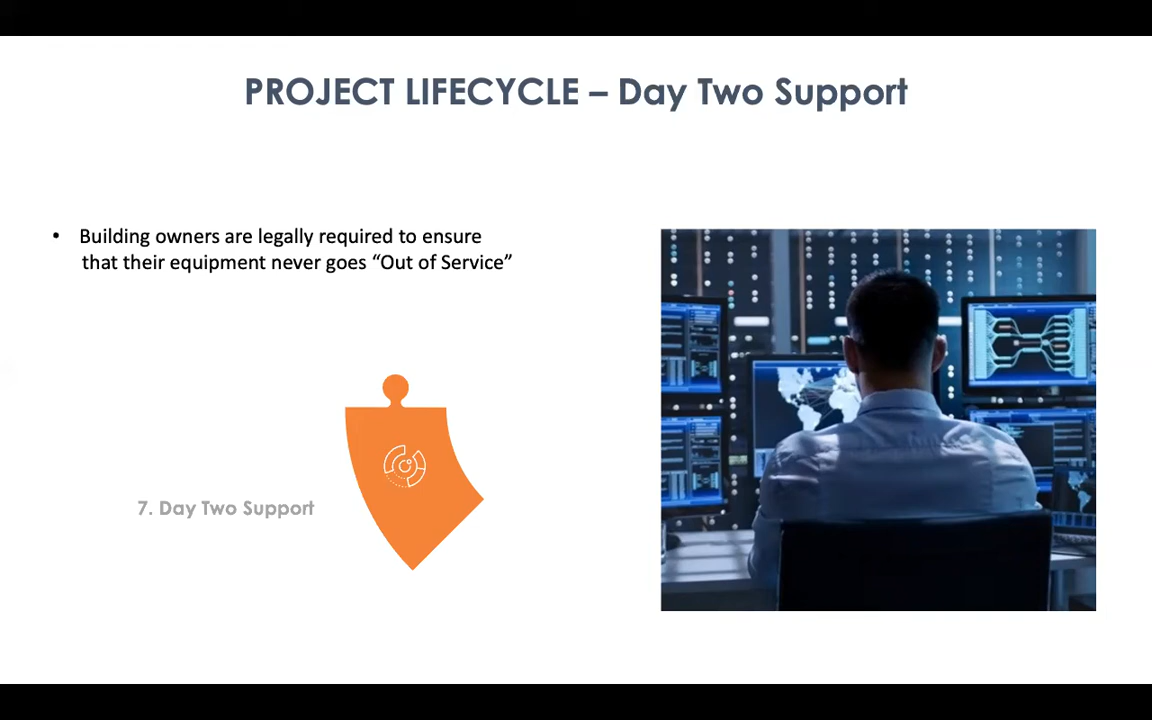 PROJECT LIFECYCLE – Day Two Support
• Building owners are legally required to ensure
that their equipment never goes “Out of Service”
7. Day Two Support